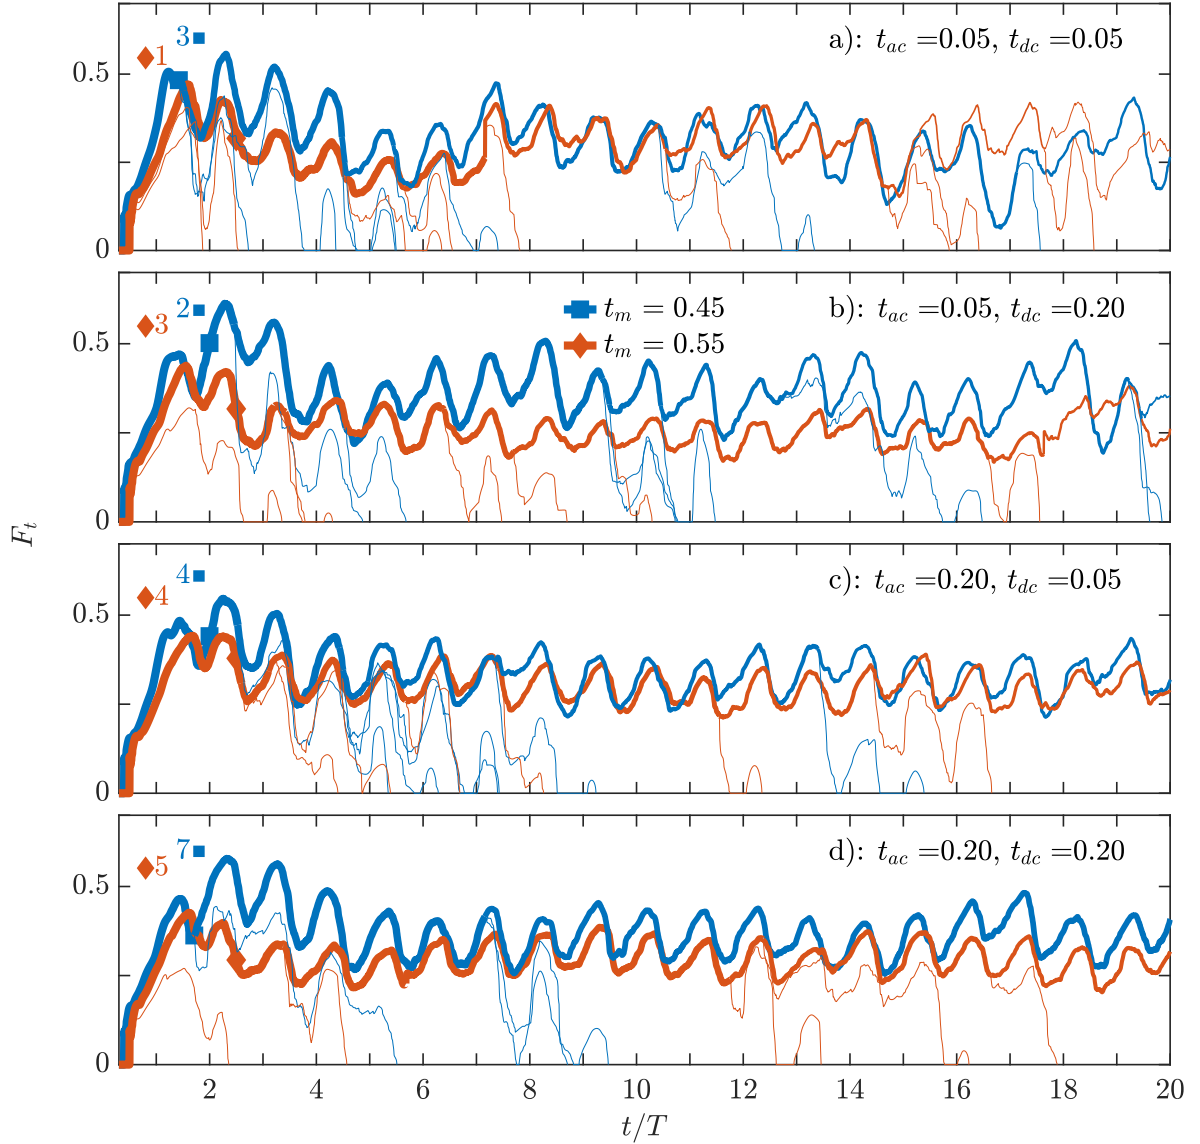 a): t_ac =0.05, t_dc =0.05
3
1
0.5
0
b): t_ac =0.05, t_dc =0.20
2
3
t_m = 0.45
t_m = 0.55
0.5
0
F_t
c): t_ac =0.20, t_dc =0.05
4
4
0.5
0
d): t_ac =0.20, t_dc =0.20
7
5
0.5
0
2 4 6 8 10 12 14 16 18 20
t/T